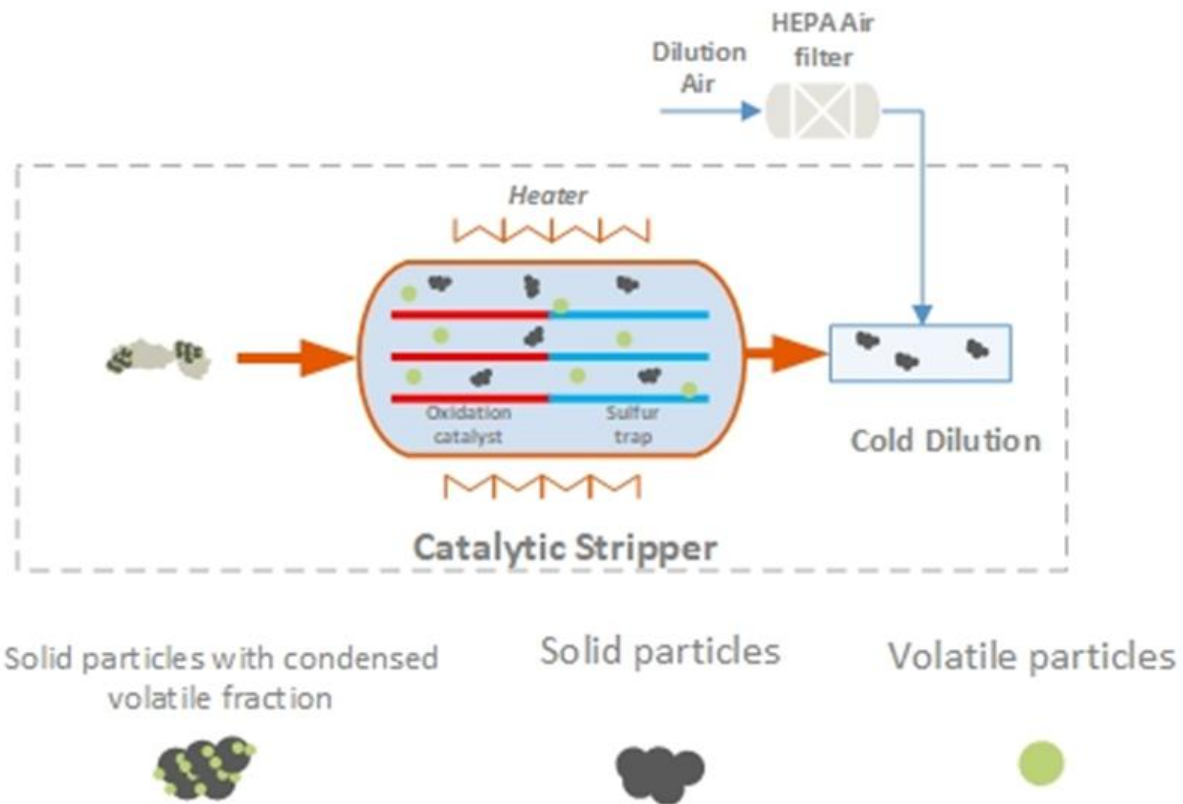 HEPA Air
filter
Dilution
Air
Heater
Oxidation
catalyst
Sulfur
trap
Cold Dilution
Catalytic Stripper
Solid particles with condensed
volatile fraction
Solid particles
Volatile particles